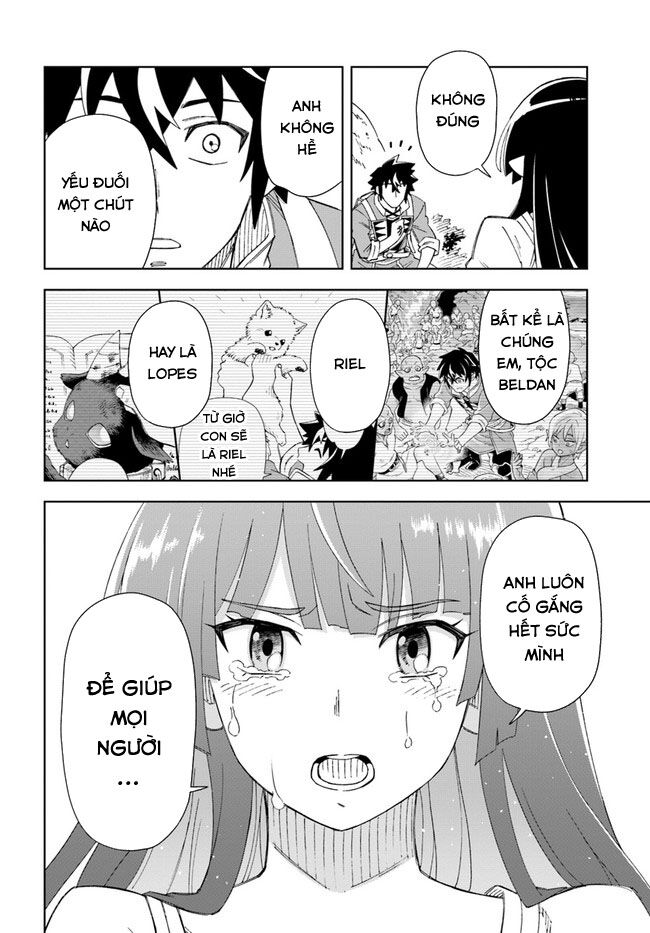 KHÔNG
ĐÚNG
ANH
KHÔNG
HỀ
YẾU ĐUỐI
MỘT CHÚT
NÀO
BẤT KỂ LÀ
CHÚNG
EM, TỘC
BELDAN
RIEL
TỪ GIỜ
CON SẼ
LÀ RIEL
NHÉ
HAY LÀ
LOPES
ANH LUÔN
CỐ GẮNG
HẾT SỨC
MÌNH
ĐỂ GIÚP
MỌI
NGƯỜI
...